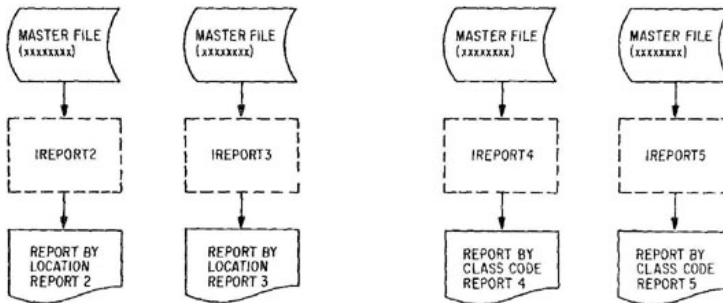 MASTER FILE
(xxxxxxxx)
MASTER FILE
(xxxxxxxx)
MASTER FILE
(xxxxxxxx)
MASTER FILE
(xxxxxxxx)
IREPORT2
IREPORT3
IREPORT4
IREPORT5
REPORT BY
LOCATION
REPORT 2
REPORT BY
LOCATION
REPORT 3
REPORT BY
CLASS CODE
REPORT 4
REPORT BY
CLASS CODE
REPORT 5